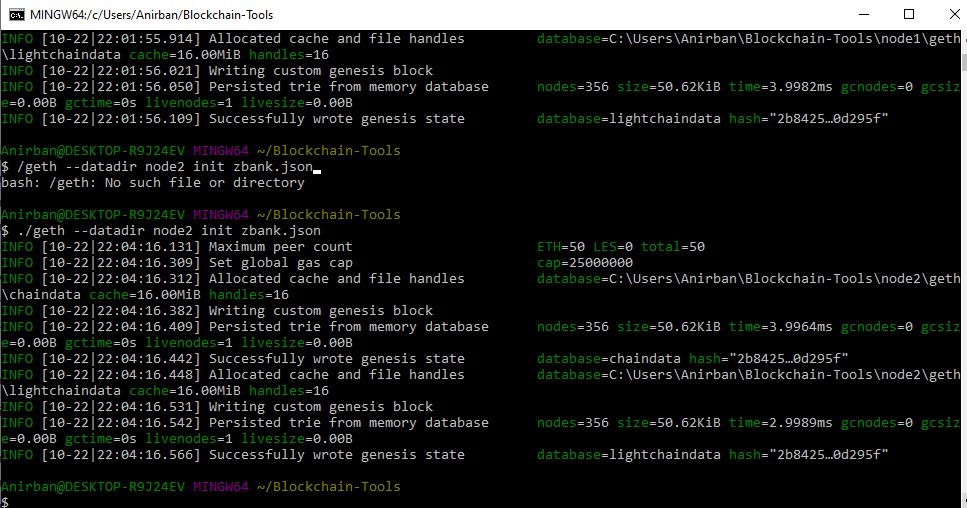 MINGW64:/c/Users/Anirban/Blockchain-Tools
INFO [10-22|22:01:55.914] Allocated cache and file handles         database=C:\Users\Anirban\Blockchain-Tools\node1\geth
\lightchaindata cache=16.00MiB handles=16
INFO [10-22|22:01:56.021] Writing custom genesis block
INFO [10-22|22:01:56.050] Persisted trie from memory database      nodes=356 size=50.62KiB time=3.9982ms gcnodes=0 gcsiz
e=0.00B gctime=0s livenodes=1 livesize=0.00B
INFO [10-22|22:01:56.109] Successfully wrote genesis state         database=lightchaindata hash="2b8425…0d295f"
Anirban@DESKTOP-R9J24EV MINGW64 ~/Blockchain-Tools
$ /geth --datadir node2 init zbank.json
bash: /geth: No such file or directory
Anirban@DESKTOP-R9J24EV MINGW64 ~/Blockchain-Tools
$ ./geth --datadir node2 init zbank.json
INFO [10-22|22:04:16.131] Maximum peer count                       ETH=50 LES=0 total=50
INFO [10-22|22:04:16.309] Set global gas cap                       cap=25000000
INFO [10-22|22:04:16.312] Allocated cache and file handles         database=C:\Users\Anirban\Blockchain-Tools\node2\geth
\chaindata cache=16.00MiB handles=16
INFO [10-22|22:04:16.382] Writing custom genesis block
INFO [10-22|22:04:16.409] Persisted trie from memory database      nodes=356 size=50.62KiB time=3.9964ms gcnodes=0 gcsiz
e=0.00B gctime=0s livenodes=1 livesize=0.00B
INFO [10-22|22:04:16.442] Successfully wrote genesis state         database=chaindata hash="2b8425…0d295f"
INFO [10-22|22:04:16.448] Allocated cache and file handles         database=C:\Users\Anirban\Blockchain-Tools\node2\geth
\lightchaindata cache=16.00MiB handles=16
INFO [10-22|22:04:16.531] Writing custom genesis block
INFO [10-22|22:04:16.542] Persisted trie from memory database      nodes=356 size=50.62KiB time=2.9989ms gcnodes=0 gcsiz
e=0.00B gctime=0s livenodes=1 livesize=0.00B
INFO [10-22|22:04:16.566] Successfully wrote genesis state         database=lightchaindata hash="2b8425…0d295f"
Anirban@DESKTOP-R9J24EV MINGW64 ~/Blockchain-Tools
$